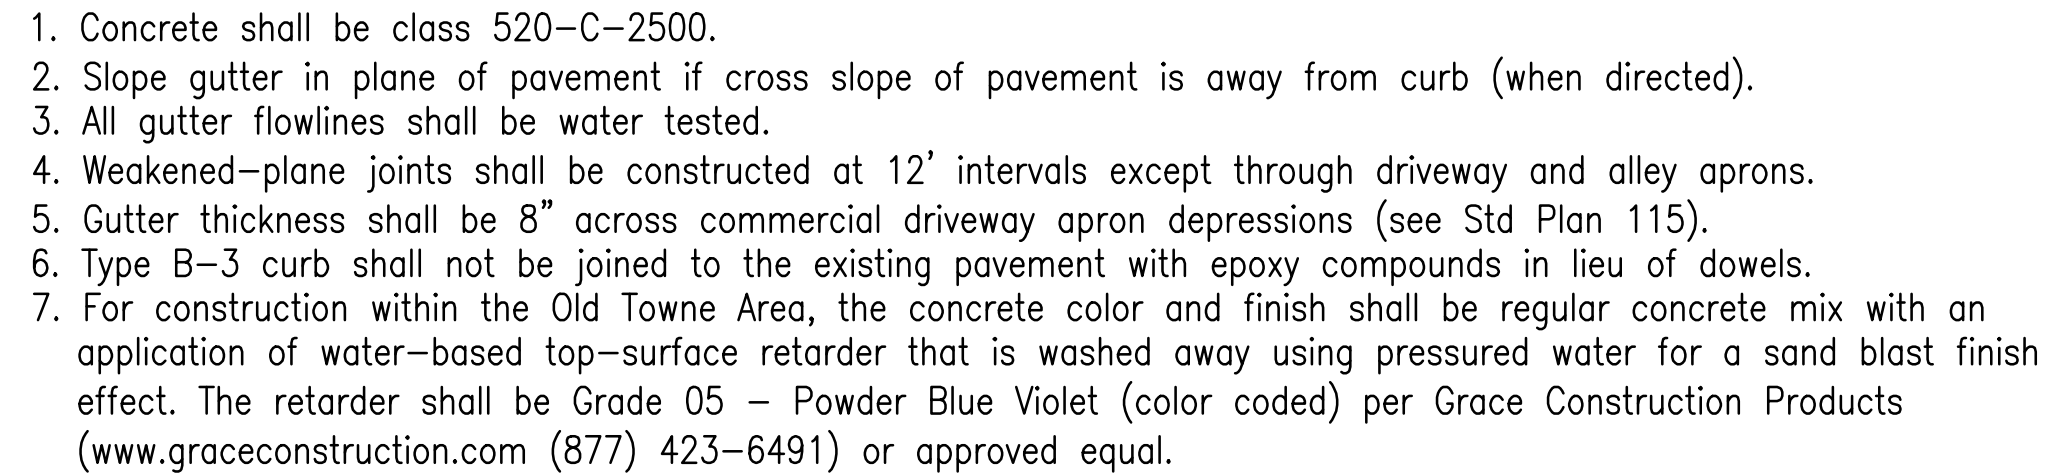 1. Concrete shall be class 520-C-2500.
2. Slope gutter in plane of pavement if cross slope of pavement is away from curb (when directed).
3. All gutter flowlines shall be water tested.
4. Weakened-plane joints shall be constructed at 12' intervals except through driveway and alley aprons.
5. Gutter thickness shall be 8" across commercial driveway apron depressions (see Std Plan 115).
6. Type B-3 curb shall not be joined to the existing pavement with epoxy compounds in lieu of dowels.
7. For construction within the Old Towne Area, the concrete color and finish shall be regular concrete mix with an
application of water-based top-surface retarder that is washed away using pressured water for a sand blast finish
effect. The retarder shall be Grade 05 - Powder Blue Violet (color coded) per Grace Construction Products
(www.graceconstruction.com (877) 423-6491) or approved equal.